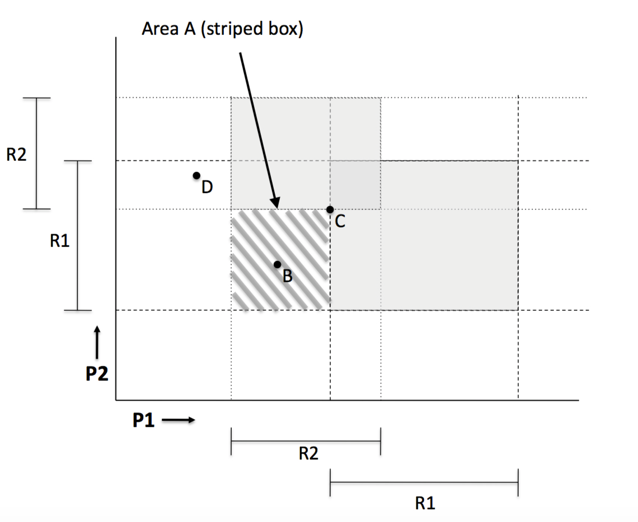 Area A (striped box)
R2
D
C
R1
B
P2
P1
R2
R1